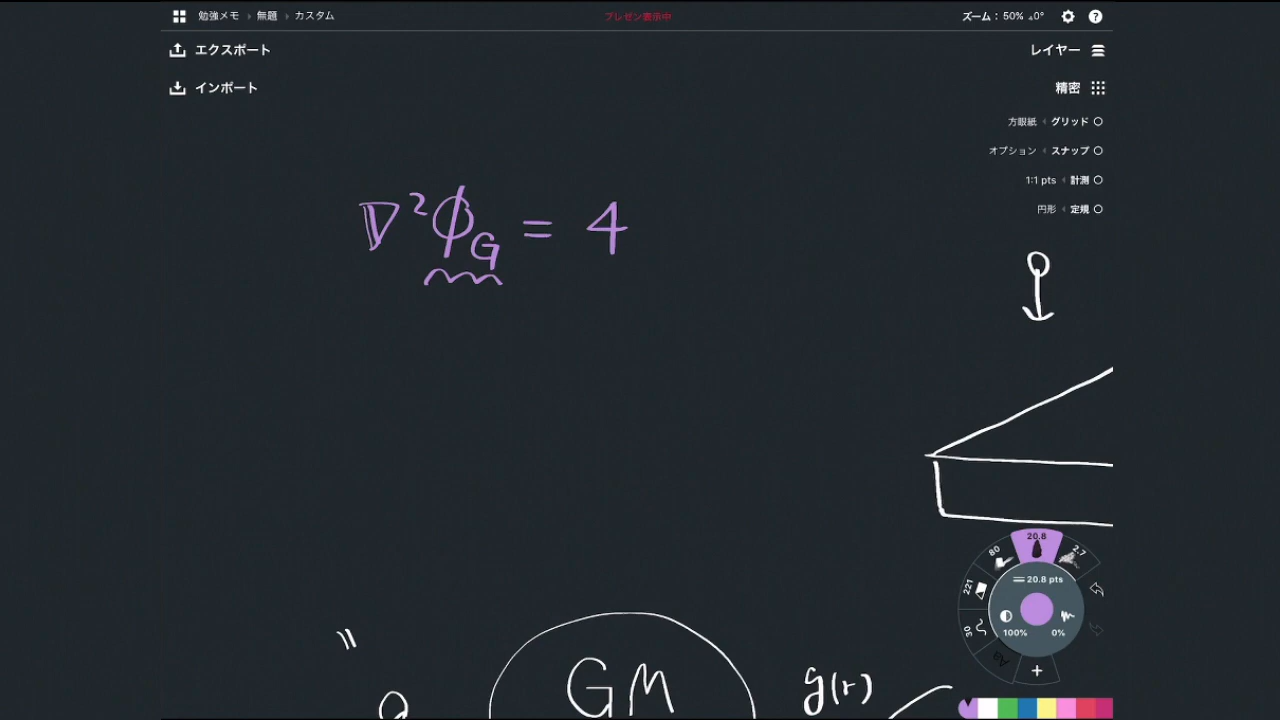 勉強メモ › 無題 › カスタム
プレゼン表示中
ズーム: 50% ⊿0°
エクスポート
レイヤー
インポート
精密
方眼紙 ‹ グリッド
オプション ‹ スナップ
1:1 pts ‹ 計測
円形 ‹ 定規
∇²ϕ_G = 4
80
20.8
2.7
221
20.8 pts
30
100%
0%
Aa
+
GM
g(r)